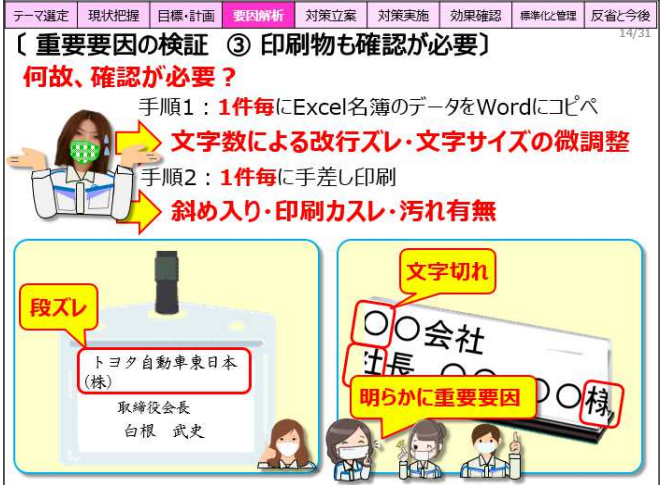 テーマ選定 現状把握 目標・計画 要因解析 対策立案 対策実施 効果確認 標準化と管理 反省と今後
14/31
〔 重要要因の検証 ③ 印刷物も確認が必要〕
何故、確認が必要?
手順1:1件毎にExcel名簿のデータをWordにコピペ
文字数による改行ズレ・文字サイズの微調整
手順2:1件毎に手差し印刷
斜め入り・印刷カスレ・汚れ有無
段ズレ
トヨタ自動車東日本
(株)
取締役会長
白根 武史
文字切れ
〇〇会社
社長 〇〇 〇〇様
明らかに重要要因